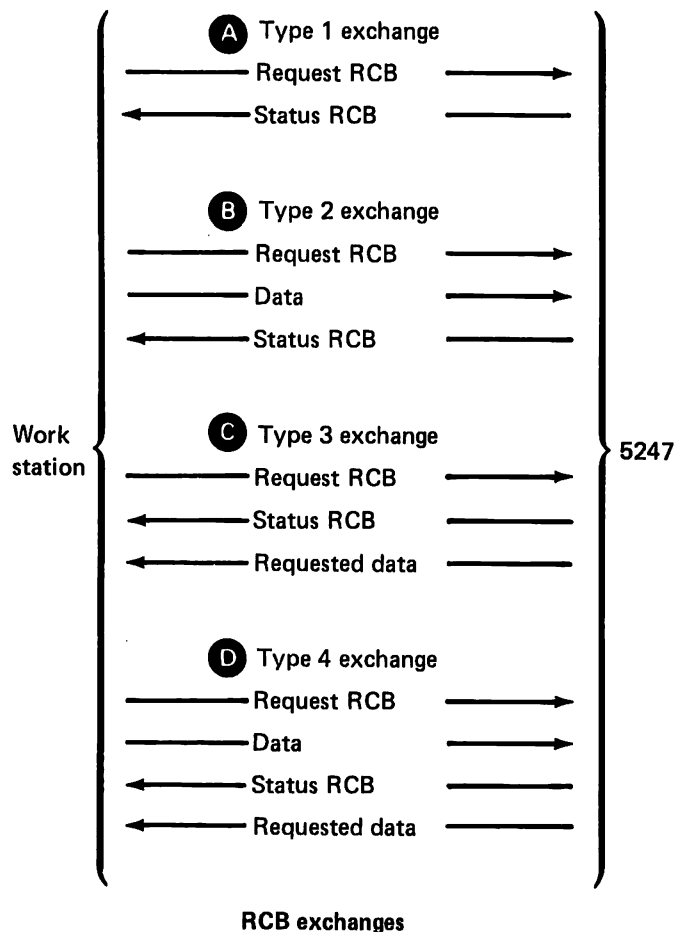 A Type 1 exchange
Request RCB
Status RCB
B Type 2 exchange
Request RCB
Data
Status RCB
Work
station
5247
C Type 3 exchange
Request RCB
Status RCB
Requested data
D Type 4 exchange
Request RCB
Data
Status RCB
Requested data
RCB exchanges